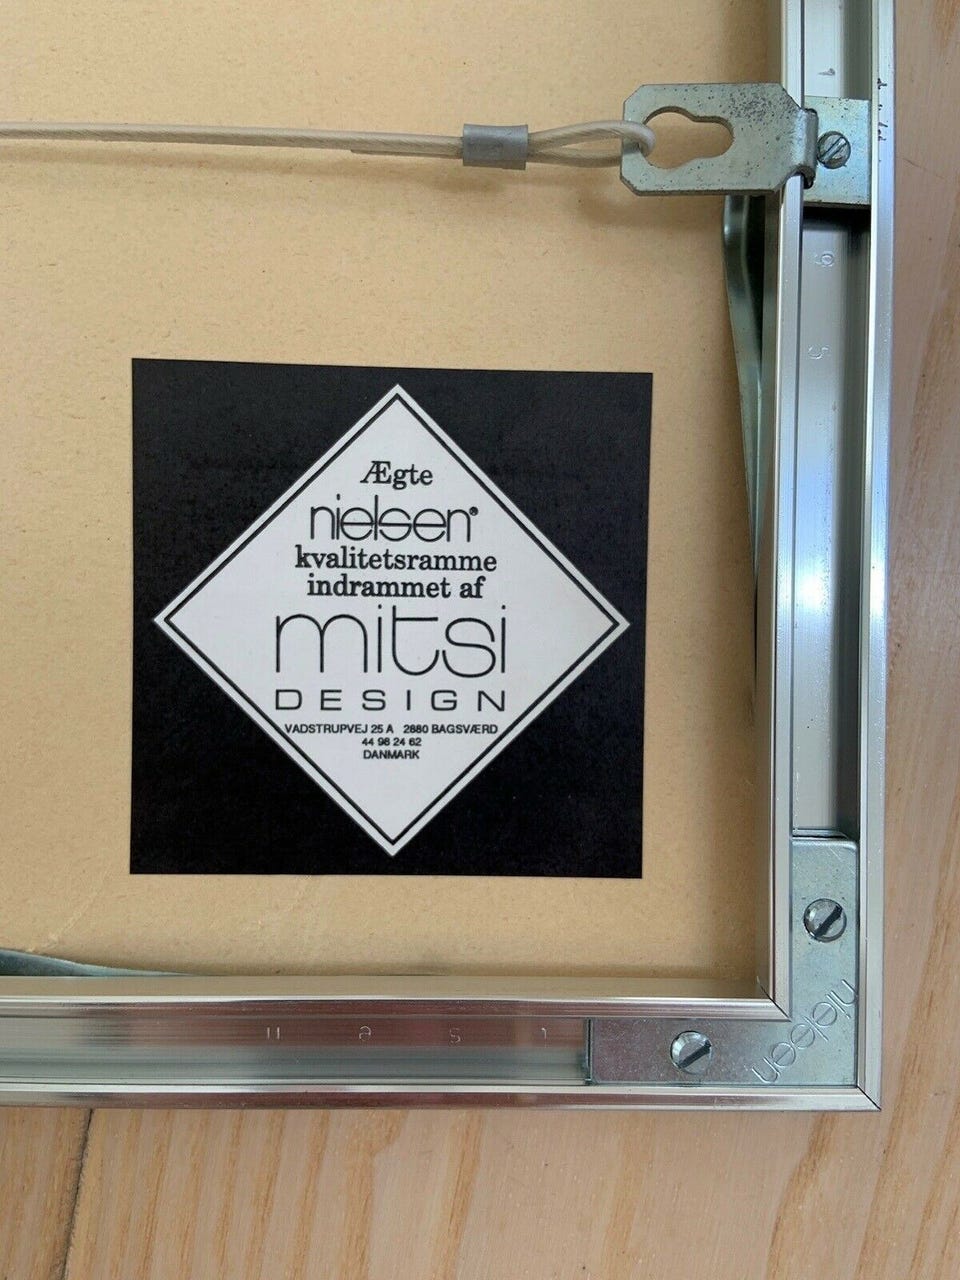 Ægte
nielsen®
kvalitetsramme
indrammet af
mitsi
DESIGN
VADSTRUPVEJ 25 A 2880 BAGSVÆRD
44 98 24 62
DANMARK
nielsen